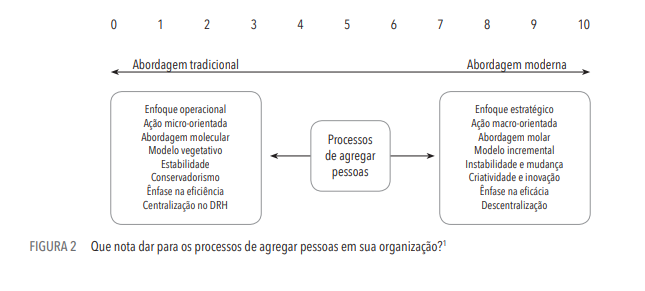 0 1 2 3 4 5 6 7 8 9 10
Abordagem tradicional
Abordagem moderna
Enfoque operacional
Ação micro-orientada
Abordagem molecular
Modelo vegetativo
Estabilidade
Conservadorismo
Ênfase na eficiência
Centralização no DRH
Processos
de agregar
pessoas
Enfoque estratégico
Ação macro-orientada
Abordagem molar
Modelo incremental
Instabilidade e mudança
Criatividade e inovação
Ênfase na eficácia
Descentralização
FIGURA 2 Que nota dar para os processos de agregar pessoas em sua organização?¹